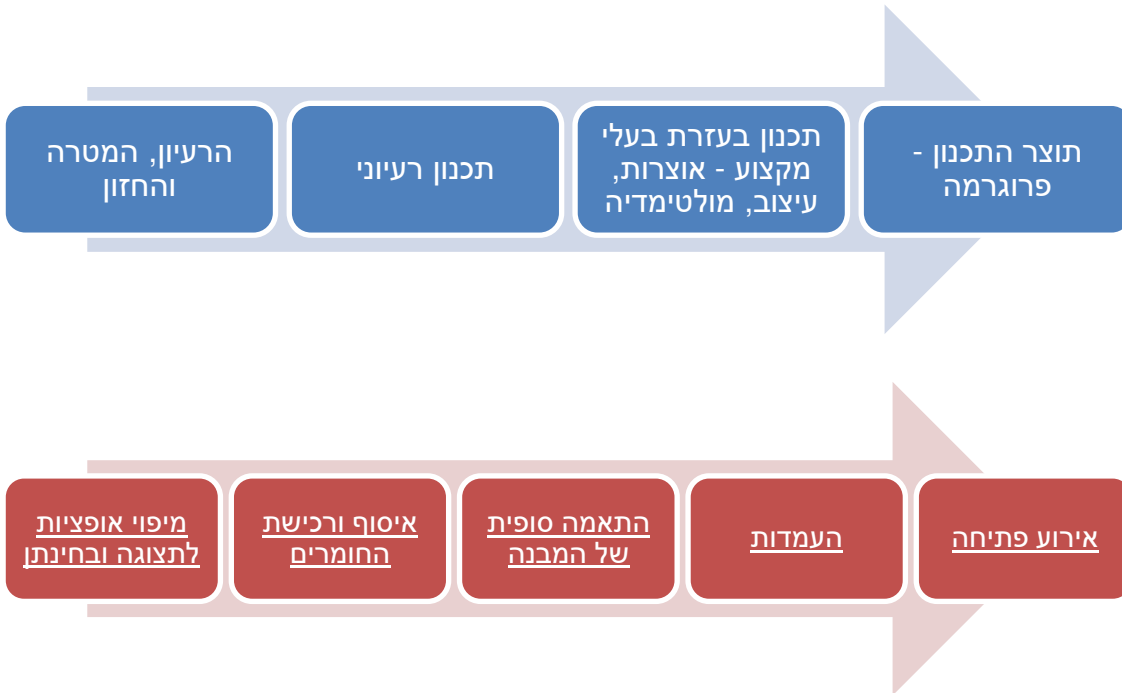 הרעיון, המטרה
והחזון
תכנון רעיוני
תכנון בעזרת בעלי
מקצוע - אוצרות,
עיצוב, מולטימדיה
תוצר התכנון -
פרוגרמה
מיפוי אופציות
לתצוגה ובחינתן
איסוף ורכישת
החומרים
התאמה סופית
של המבנה
העמדות
אירוע פתיחה